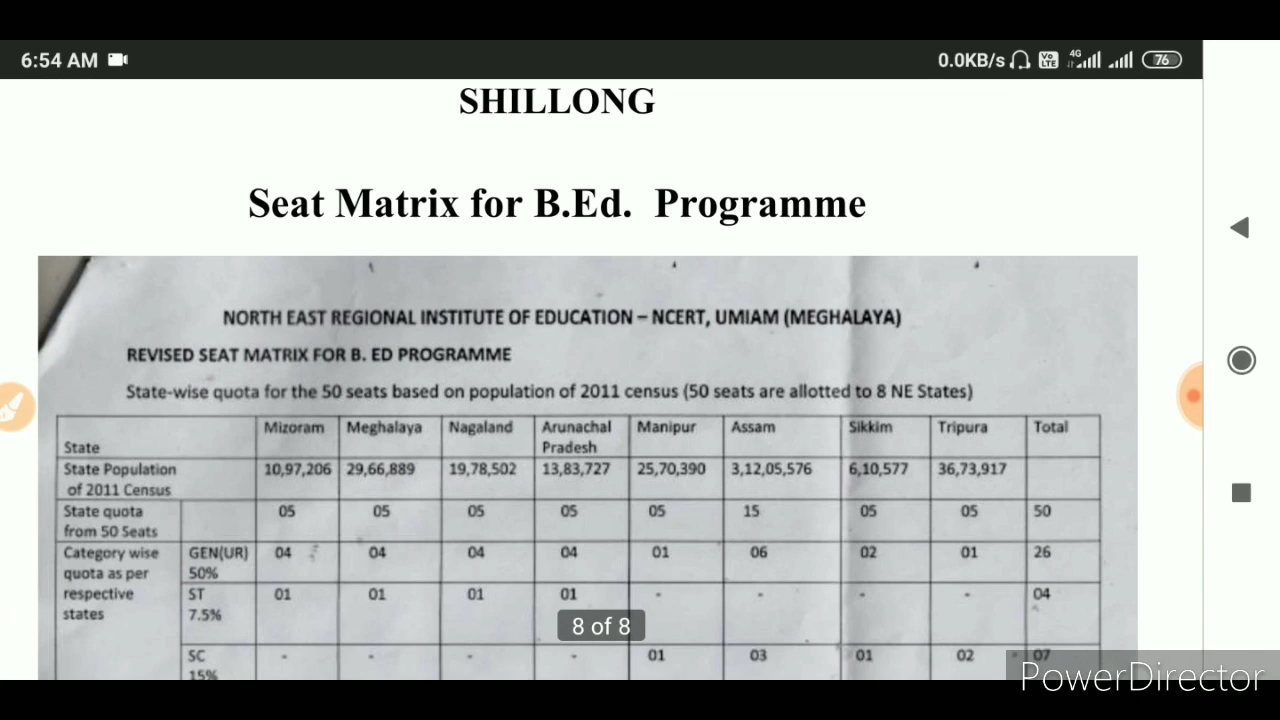 6:54 AM 0.0KB/s Vo LTE 4G 76
SHILLONG
Seat Matrix for B.Ed. Programme
NORTH EAST REGIONAL INSTITUTE OF EDUCATION – NCERT, UMIAM (MEGHALAYA)
REVISED SEAT MATRIX FOR B. ED PROGRAMME
State-wise quota for the 50 seats based on population of 2011 census (50 seats are allotted to 8 NE States)
State Mizoram Meghalaya Nagaland Arunachal Pradesh Manipur Assam Sikkim Tripura Total
State Population of 2011 Census 10,97,206 29,66,889 19,78,502 13,83,727 25,70,390 3,12,05,576 6,10,577 36,73,917
State quota from 50 Seats 05 05 05 05 05 15 05 05 50
Category wise quota as per respective states GEN(UR) 50% 04 04 04 04 01 06 02 01 26
ST 7.5% 01 01 01 01 - - - - 04
8 of 8
SC 15% - - - - 01 03 01 02 07
PowerDirector